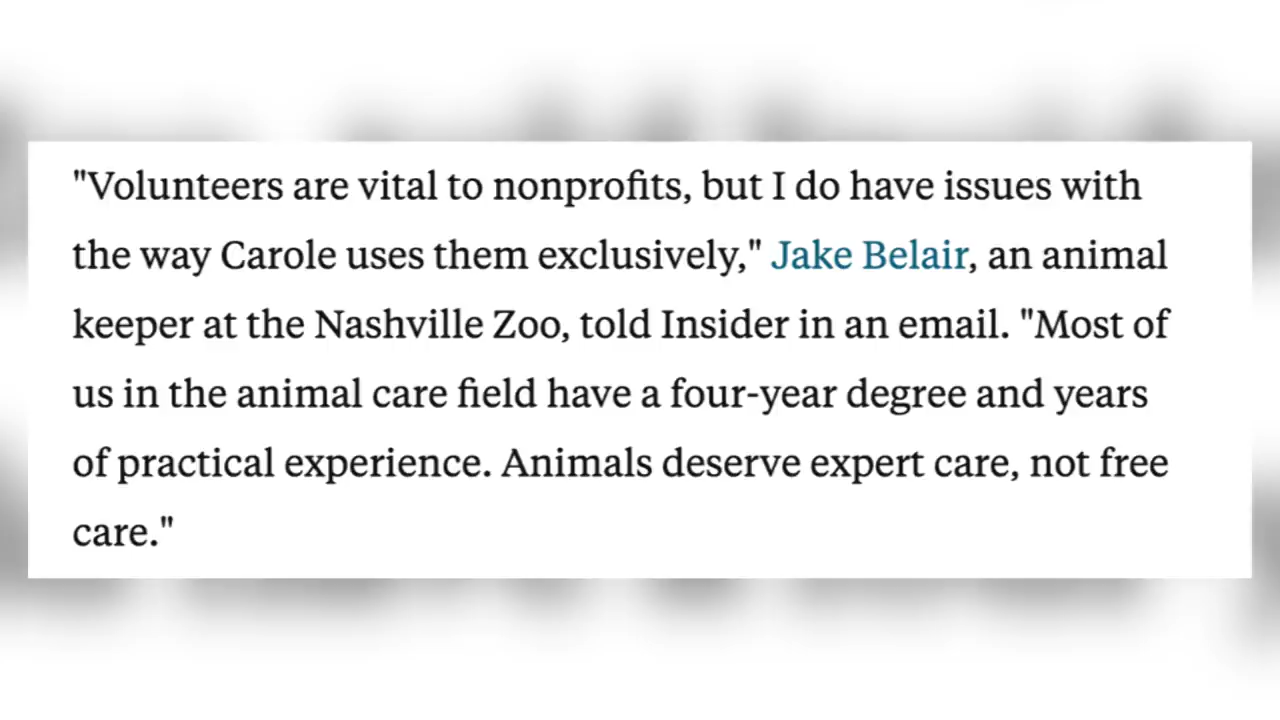 "Volunteers are vital to nonprofits, but I do have issues with
the way Carole uses them exclusively," Jake Belair, an animal
keeper at the Nashville Zoo, told Insider in an email. "Most of
us in the animal care field have a four-year degree and years
of practical experience. Animals deserve expert care, not free
care."